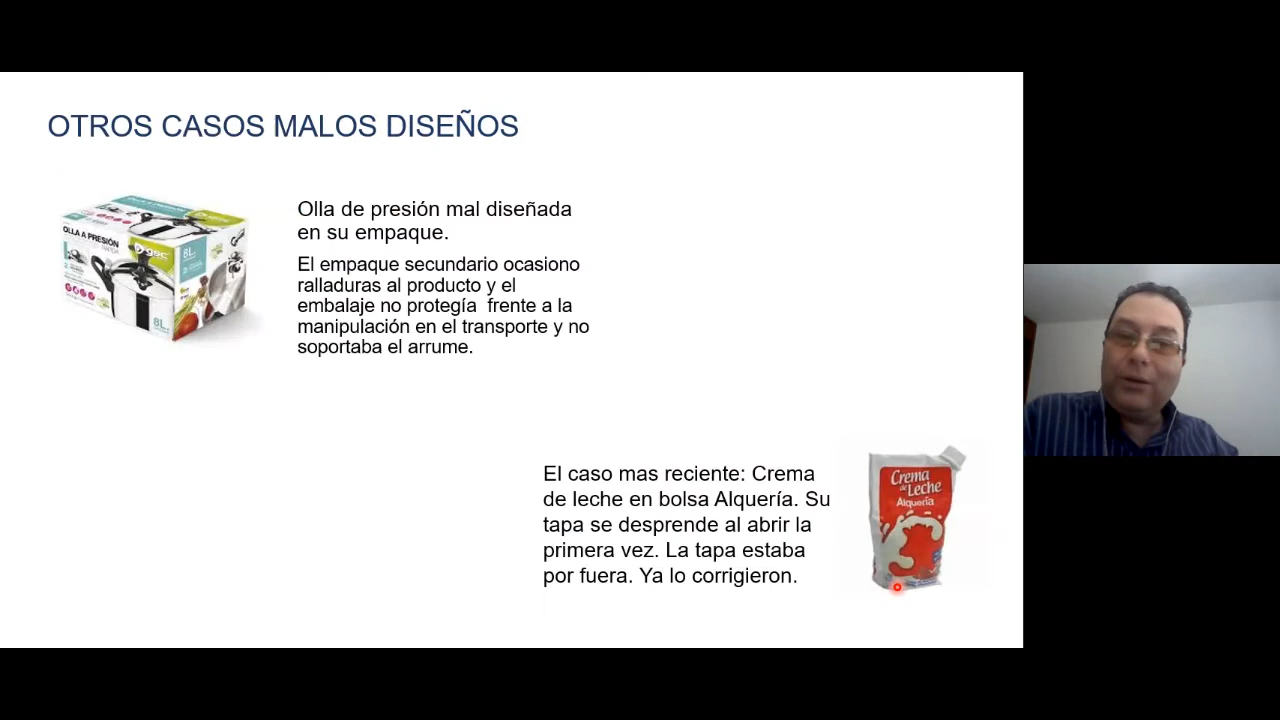 OTROS CASOS MALOS DISEÑOS
OLLA A PRESIÓN
8L
8L
Olla de presión mal diseñada
en su empaque.
El empaque secundario ocasiono
ralladuras al producto y el
embalaje no protegía  frente a la
manipulación en el transporte y no
soportaba el arrume.
El caso mas reciente: Crema
de leche en bolsa Alquería. Su
tapa se desprende al abrir la
primera vez. La tapa estaba
por fuera. Ya lo corrigieron.
Crema
de Leche
Alquería